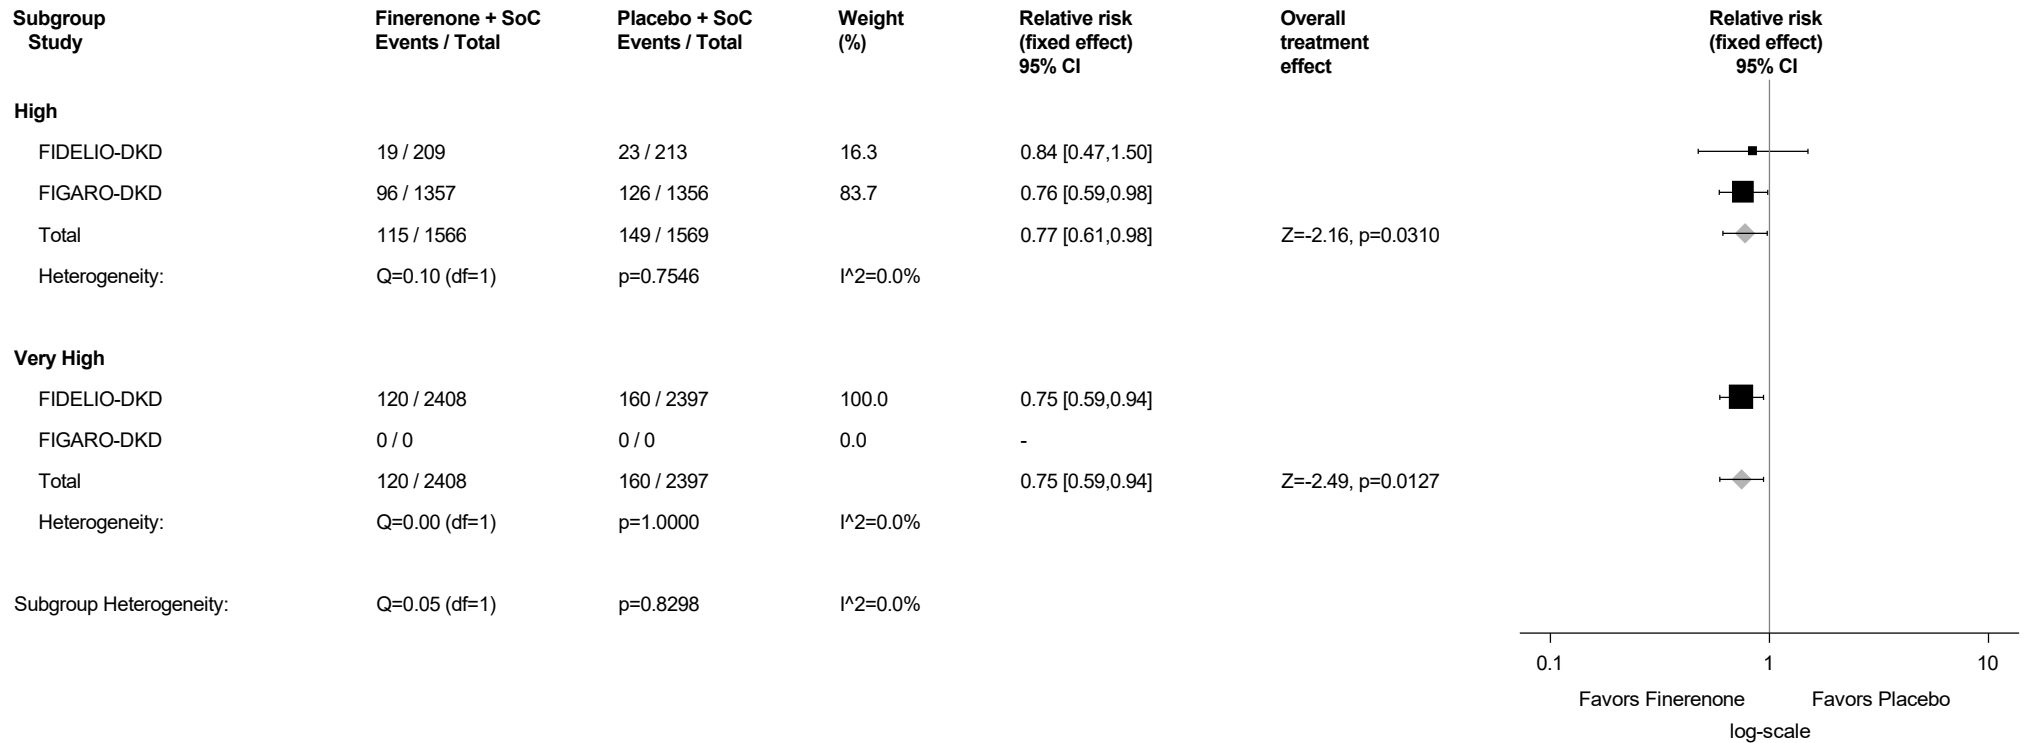 Subgroup Finerenone + SoC Placebo + SoC Weight Relative risk Overall Relative risk
Study Events / Total Events / Total (%) (fixed effect) treatment (fixed effect)
95% CI effect 95% CI
High
FIDELIO-DKD 19 / 209 23 / 213 16.3 0.84 [0.47,1.50]
FIGARO-DKD 96 / 1357 126 / 1356 83.7 0.76 [0.59,0.98]
Total 115 / 1566 149 / 1569 0.77 [0.61,0.98] Z=-2.16, p=0.0310
Heterogeneity: Q=0.10 (df=1) p=0.7546 I^2=0.0%
Very High
FIDELIO-DKD 120 / 2408 160 / 2397 100.0 0.75 [0.59,0.94]
FIGARO-DKD 0 / 0 0 / 0 0.0 -
Total 120 / 2408 160 / 2397 0.75 [0.59,0.94] Z=-2.49, p=0.0127
Heterogeneity: Q=0.00 (df=1) p=1.0000 I^2=0.0%
Subgroup Heterogeneity: Q=0.05 (df=1) p=0.8298 I^2=0.0%
0.1 1 10
Favors Finerenone Favors Placebo
log-scale